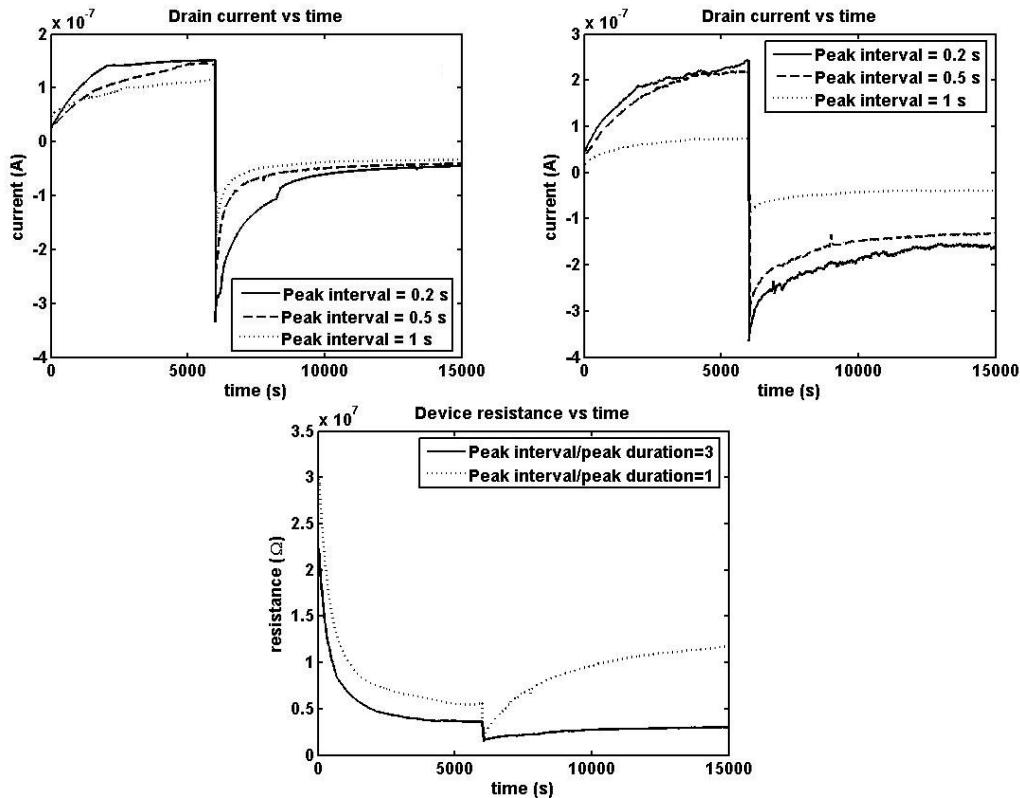 Drain current vs time
x 10-7
2
1
0
-1
-2
-3
-4
current (A)
0
5000
10000
15000
time (s)
Peak interval = 0.2 s
Peak interval = 0.5 s
Peak interval = 1 s
Drain current vs time
x 10-7
3
2
1
0
-1
-2
-3
-4
current (A)
0
5000
10000
15000
time (s)
Peak interval = 0.2 s
Peak interval = 0.5 s
Peak interval = 1 s
Device resistance vs time
x 107
3.5
3
2.5
2
1.5
1
0.5
0
resistance (Ω)
0
5000
10000
15000
time (s)
Peak interval/peak duration=3
Peak interval/peak duration=1